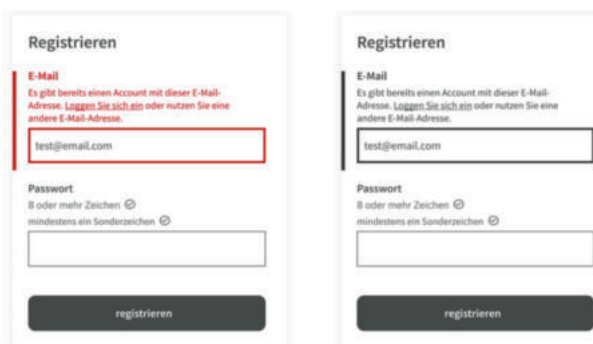 Registrieren
E-Mail
Es gibt bereits einen Account mit dieser E-Mail-
Adresse. Loggen Sie sich ein oder nutzen Sie eine
andere E-Mail-Adresse.
test@email.com
Passwort
8 oder mehr Zeichen
mindestens ein Sonderzeichen
registrieren
Registrieren
E-Mail
Es gibt bereits einen Account mit dieser E-Mail-
Adresse. Loggen Sie sich ein oder nutzen Sie eine
andere E-Mail-Adresse.
test@email.com
Passwort
8 oder mehr Zeichen
mindestens ein Sonderzeichen
registrieren